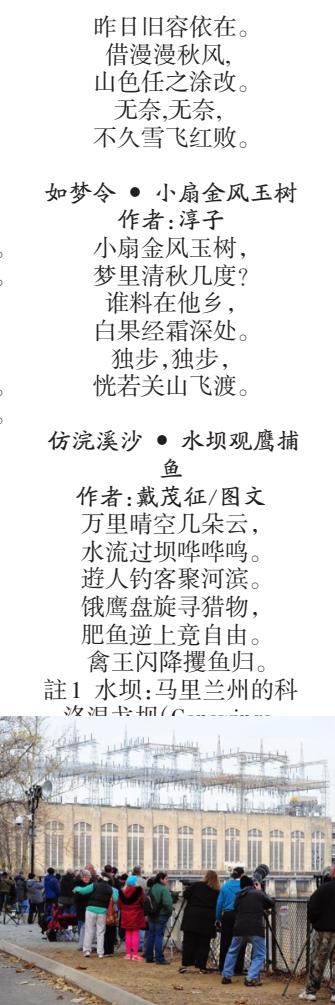 昨日旧容依在。
借漫漫秋风,
山色任之涂改。
无奈,无奈,
不久雪飞红败。
如梦令 • 小扇金风玉树
作者:淳子
小扇金风玉树,
梦里清秋几度?
谁料在他乡,
白果经霜深处。
独步,独步,
恍若关山飞渡。
仿浣溪沙 • 水坝观鹰捕
鱼
作者:戴茂征/图文
万里晴空几朵云,
水流过坝哗哗鸣。
遊人钓客聚河滨。
饿鹰盘旋寻猎物,
肥鱼逆上竞自由。
禽王闪降攫鱼归。
註1 水坝:马里兰州的科